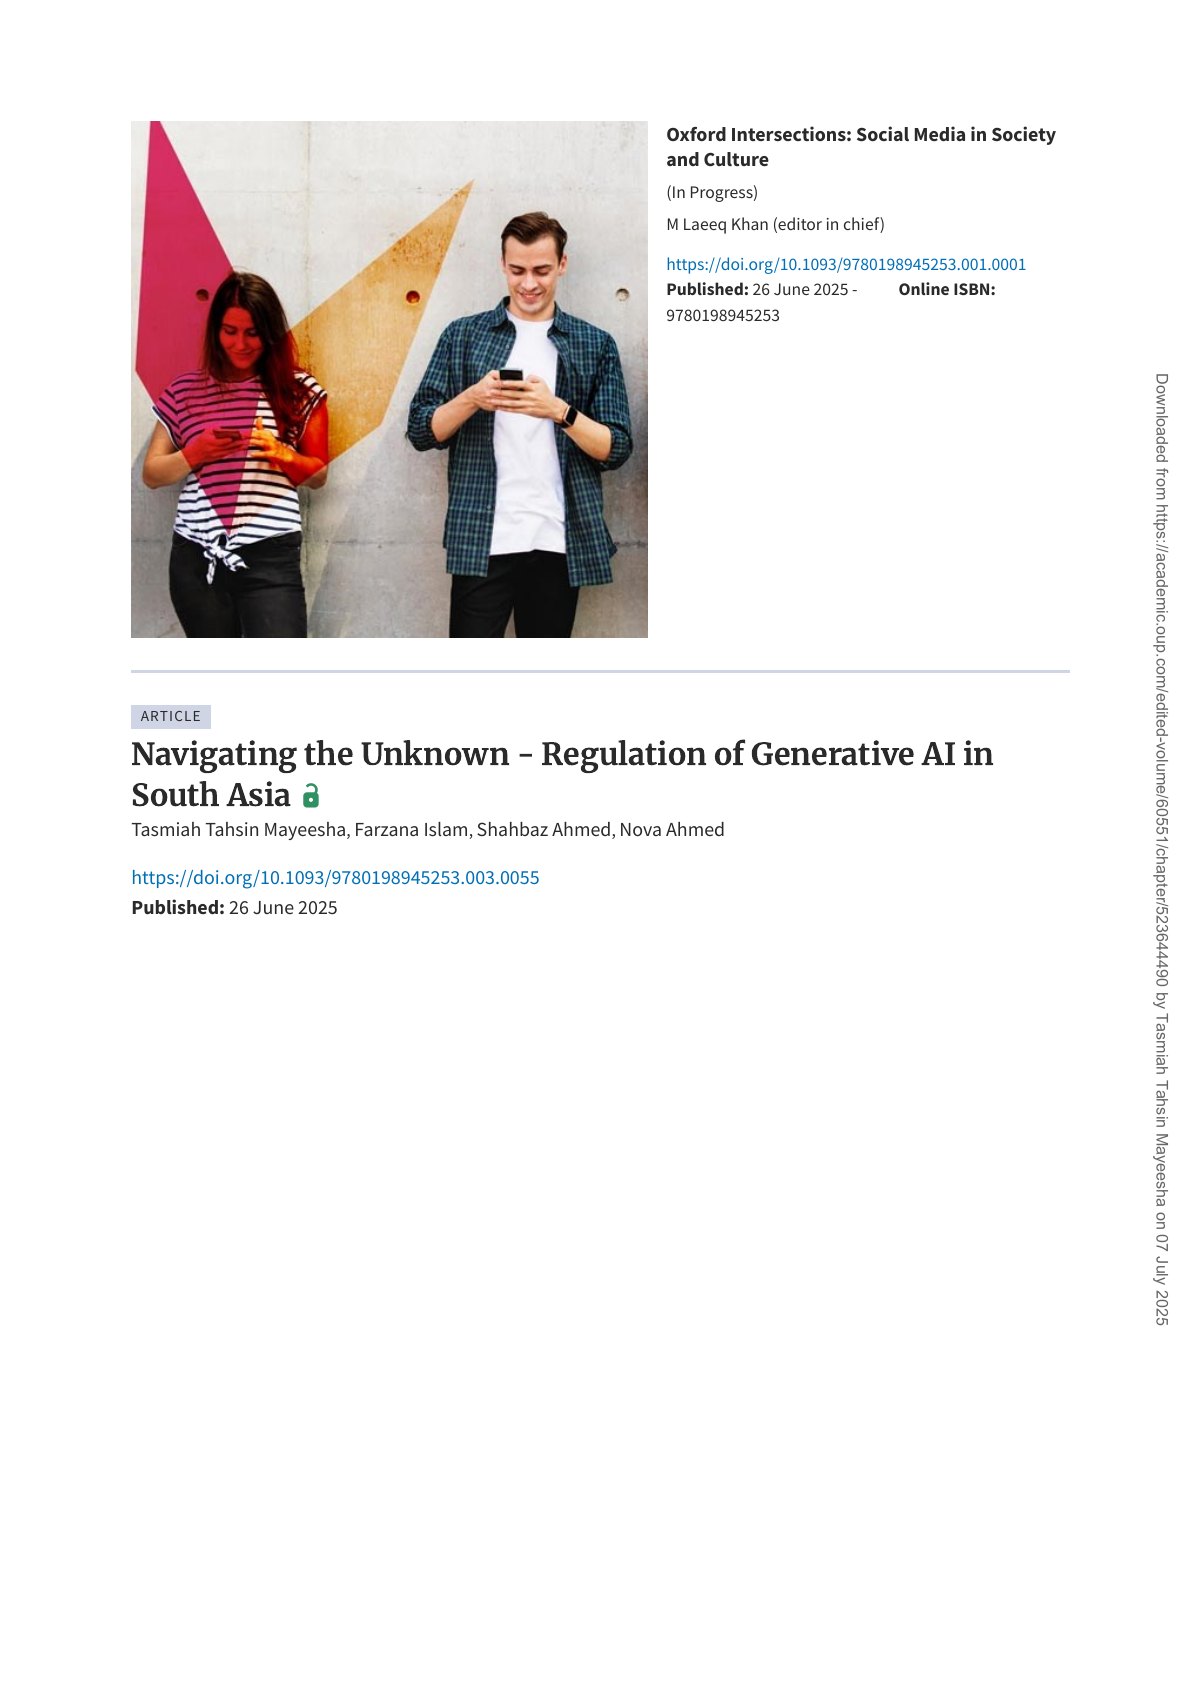 Oxford Intersections: Social Media in Society
and Culture
(In Progress)
M Laeeq Khan (editor in chief)
https://doi.org/10.1093/9780198945253.001.0001
Published: 26 June 2025 - Online ISBN:
9780198945253
ARTICLE
Navigating the Unknown - Regulation of Generative AI in
South Asia
Tasmiah Tahsin Mayeesha, Farzana Islam, Shahbaz Ahmed, Nova Ahmed
https://doi.org/10.1093/9780198945253.003.0055
Published: 26 June 2025
Downloaded from https://academic.oup.com/edited-volume/60551/chapter/523644490 by Tasmiah Tahsin Mayeesha on 07 July 2025